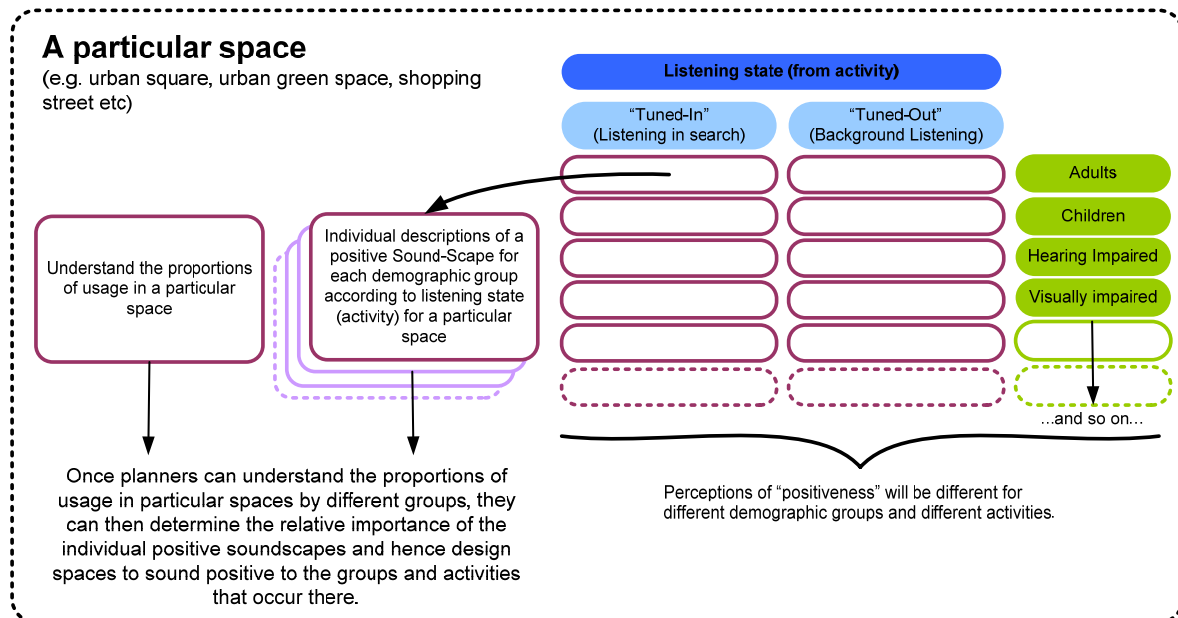 A particular space
(e.g. urban square, urban green space, shopping
street etc)
Listening state (from activity)
“Tuned-In”
(Listening in search)
“Tuned-Out”
(Background Listening)
Adults
Children
Hearing Impaired
Visually impaired
...and so on...
Understand the proportions
of usage in a particular
space
Individual descriptions of a
positive Sound-Scape for
each demographic group
according to listening state
(activity) for a particular
space
Once planners can understand the proportions of
usage in particular spaces by different groups, they
can then determine the relative importance of the
individual positive soundscapes and hence design
spaces to sound positive to the groups and activities
that occur there.
Perceptions of “positiveness” will be different for
different demographic groups and different activities.